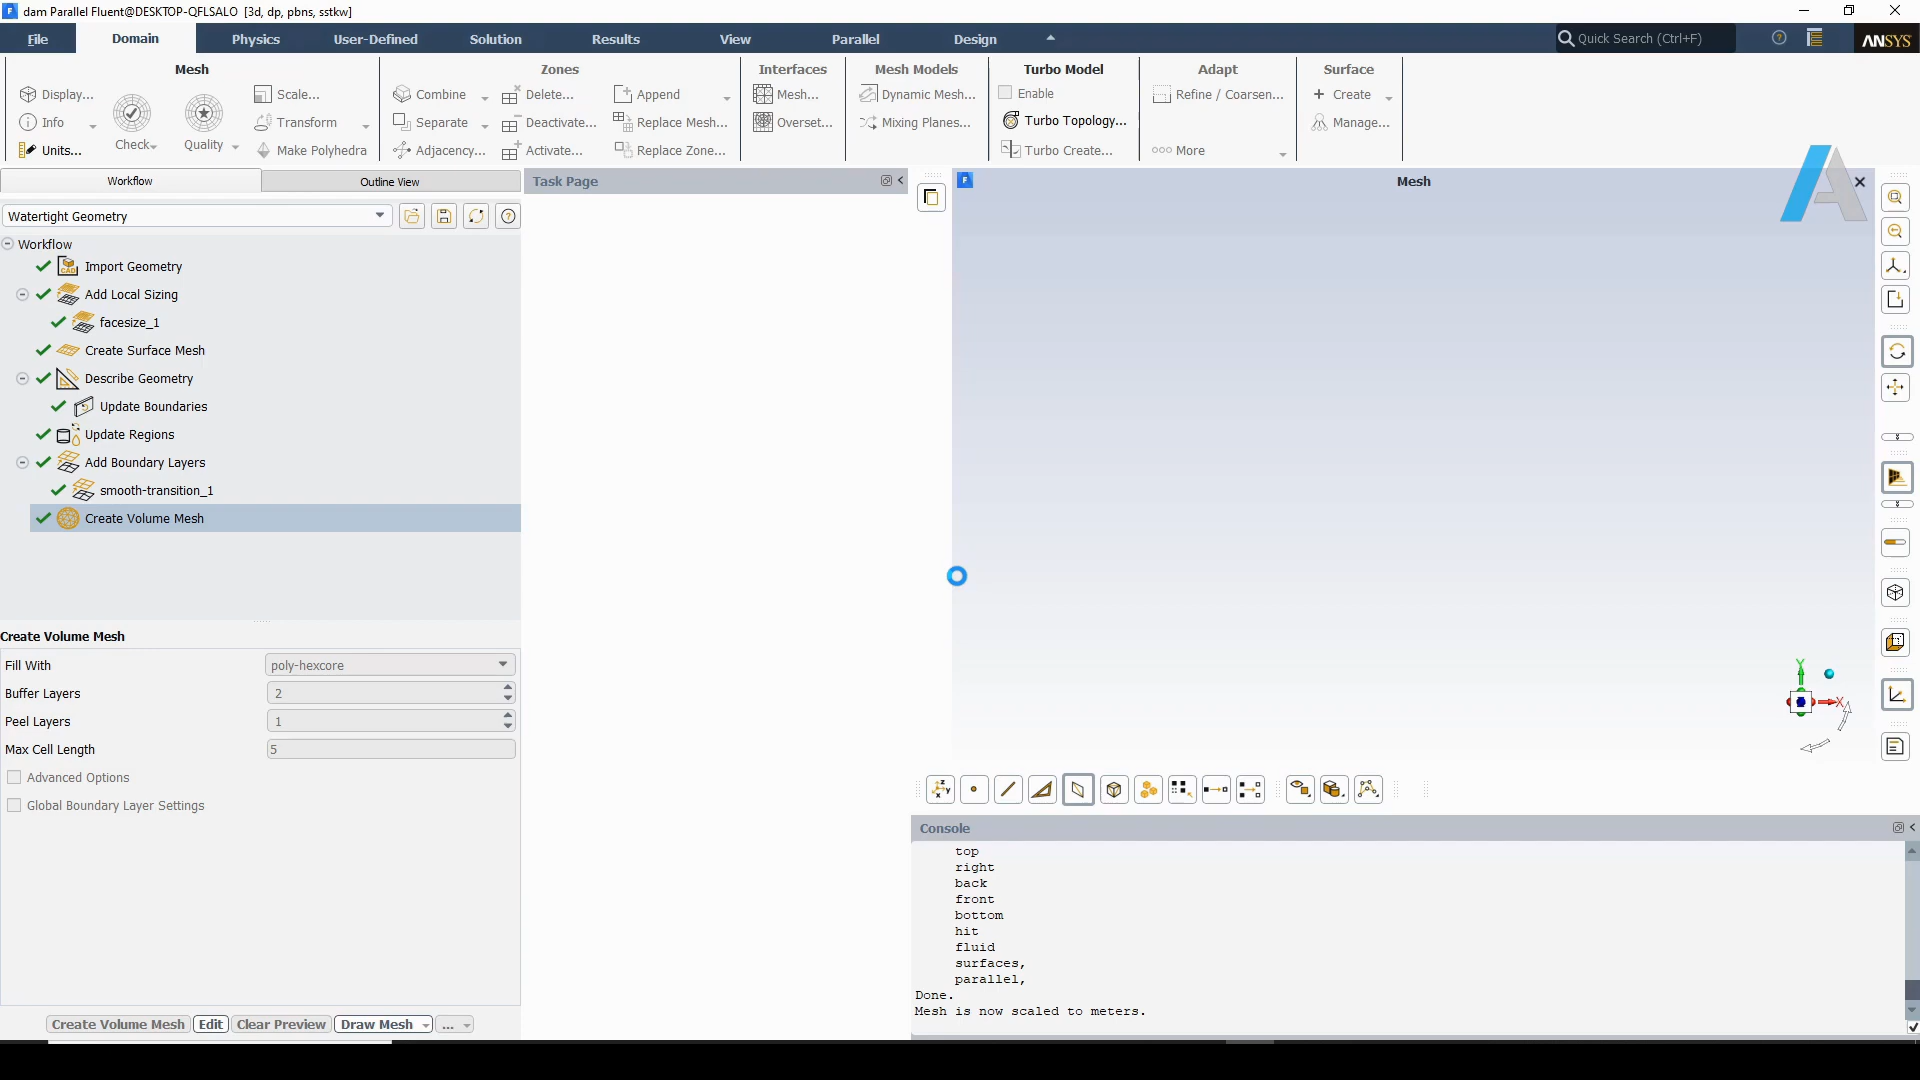 dam Parallel Fluent@DESKTOP-QFLSALO [3d, dp, pbns, sstkw]
File Domain Physics User-Defined Solution Results View Parallel Design Quick Search (Ctrl+F) ANSYS
Mesh Zones Interfaces Mesh Models Turbo Model Adapt Surface
Display... Scale... Combine Delete... Append Mesh... Dynamic Mesh... Enable Refine / Coarsen... Create
Info Transform Separate Deactivate... Replace Mesh... Overset... Mixing Planes... Turbo Topology... Manage...
Check Quality
Units... Make Polyhedra Adjacency... Activate... Replace Zone... Turbo Create... More
Workflow Outline View Task Page Mesh
Watertight Geometry
Workflow
Import Geometry
Add Local Sizing
facesize_1
Create Surface Mesh
Describe Geometry
Update Boundaries
Update Regions
Add Boundary Layers
smooth-transition_1
Create Volume Mesh
Create Volume Mesh
Fill With poly-hexcore
Buffer Layers 2
Peel Layers 1
Max Cell Length 5
Advanced Options
Global Boundary Layer Settings
Create Volume Mesh Edit Clear Preview Draw Mesh ...
Y
X
Console
top
right
back
front
bottom
hit
fluid
surfaces,
parallel,
Done.
Mesh is now scaled to meters.